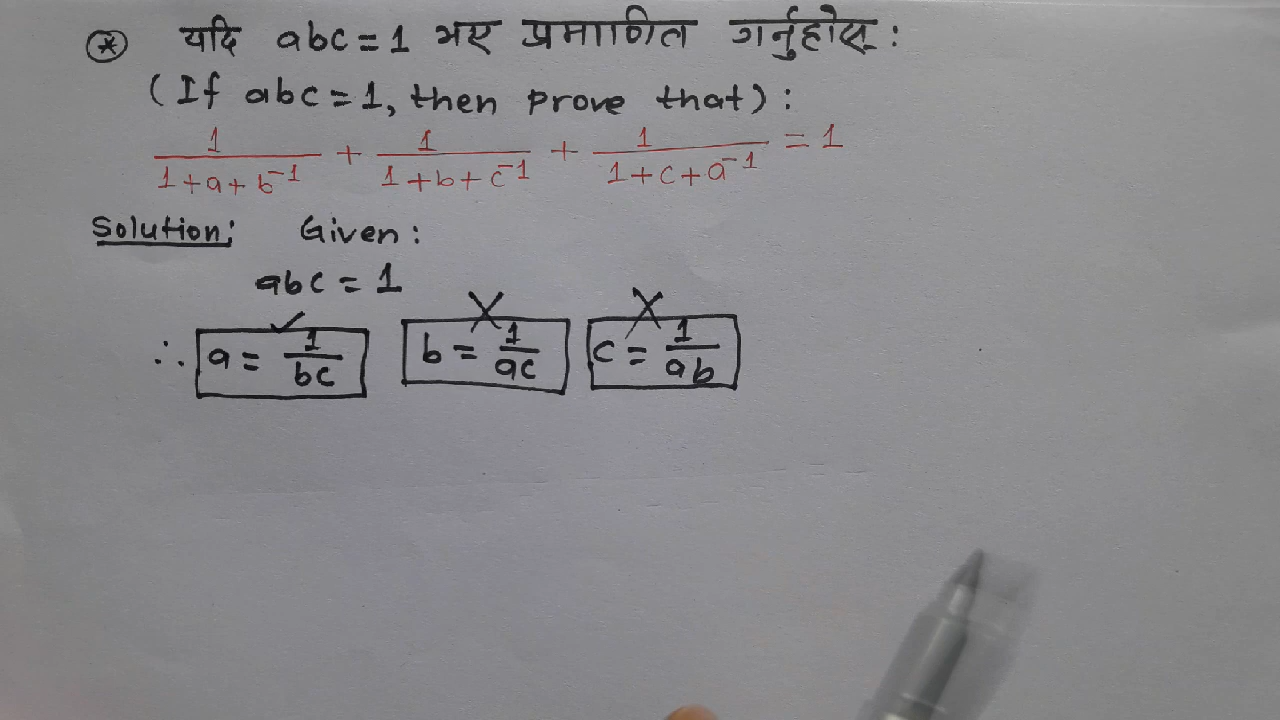 ⊛ यदि abc = 1 भए प्रमाणित गर्नुहोस् :
(If abc = 1, then prove that) :
1/(1+a+b⁻¹) + 1/(1+b+c⁻¹) + 1/(1+c+a⁻¹) = 1
Solution: Given:
abc = 1
∴ a = 1/bc b = 1/ac c = 1/ab